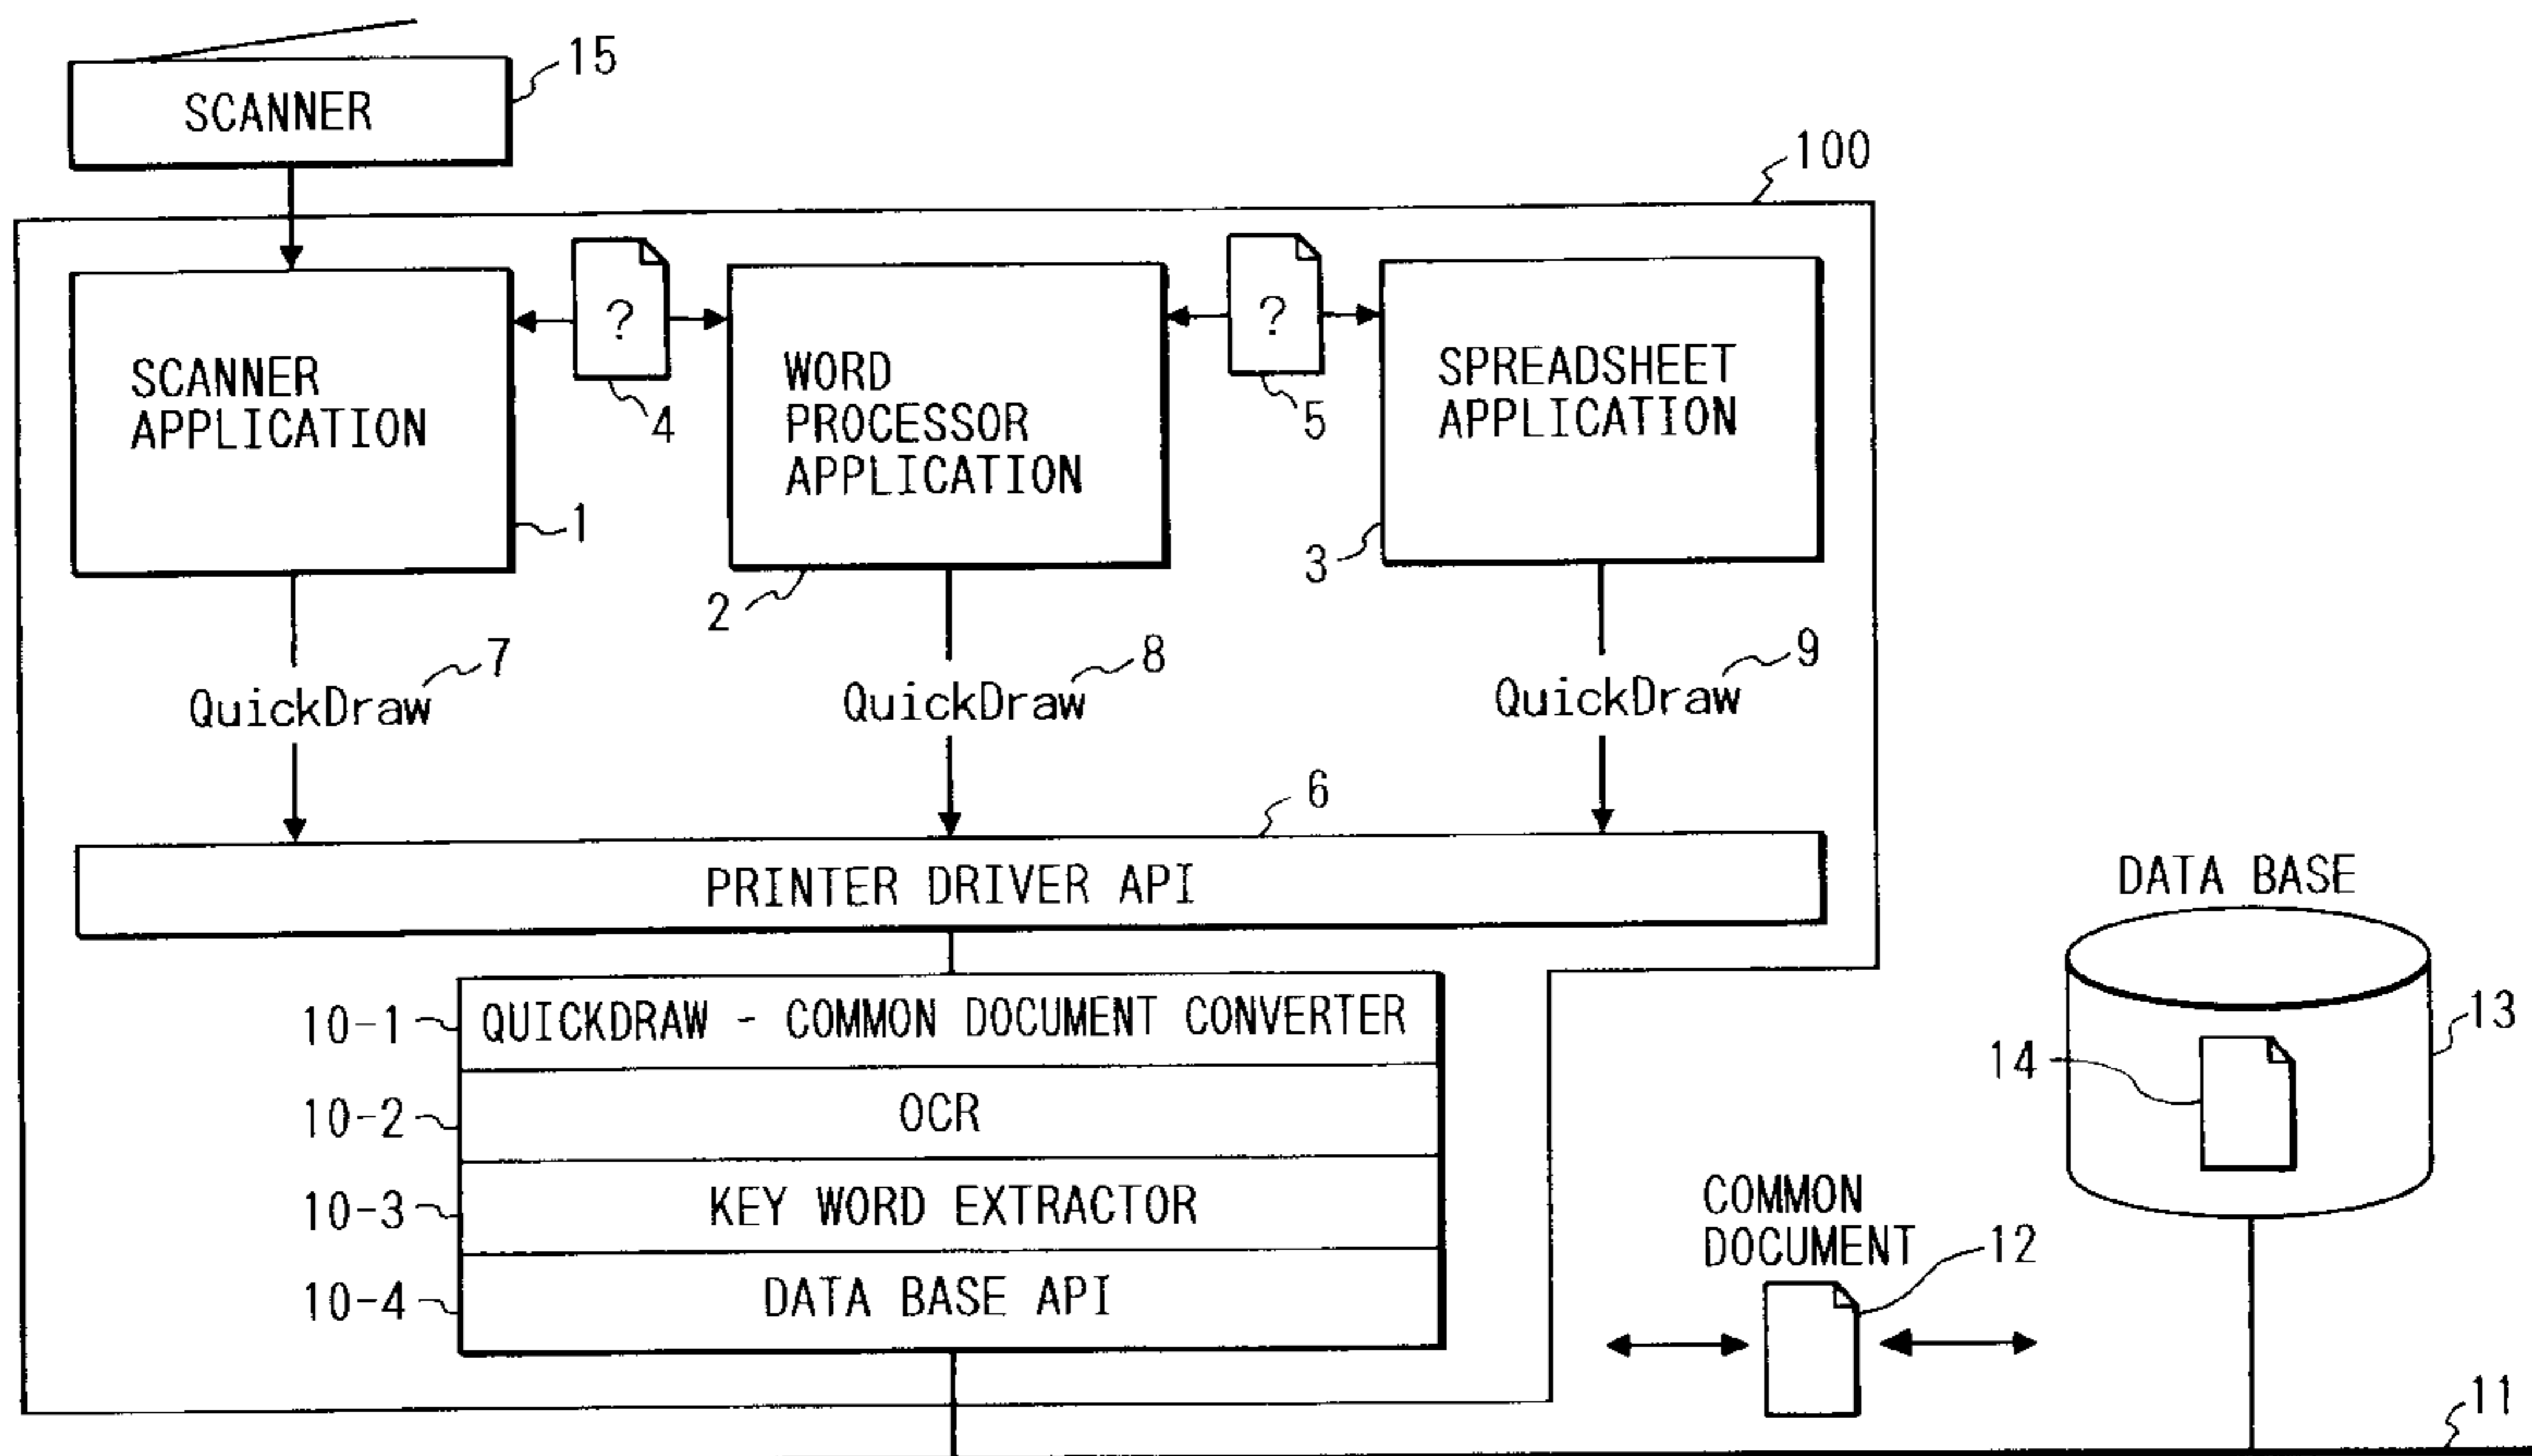 15
SCANNER
100
?
?
SCANNER
APPLICATION
4
WORD
PROCESSOR
APPLICATION
5
SPREADSHEET
APPLICATION
1
2
3
7
QuickDraw
8
QuickDraw
9
QuickDraw
6
PRINTER DRIVER API
DATA BASE
10-1
QUICKDRAW - COMMON DOCUMENT CONVERTER
13
14
10-2
OCR
10-3
KEY WORD EXTRACTOR
COMMON
DOCUMENT
12
10-4
DATA BASE API
11